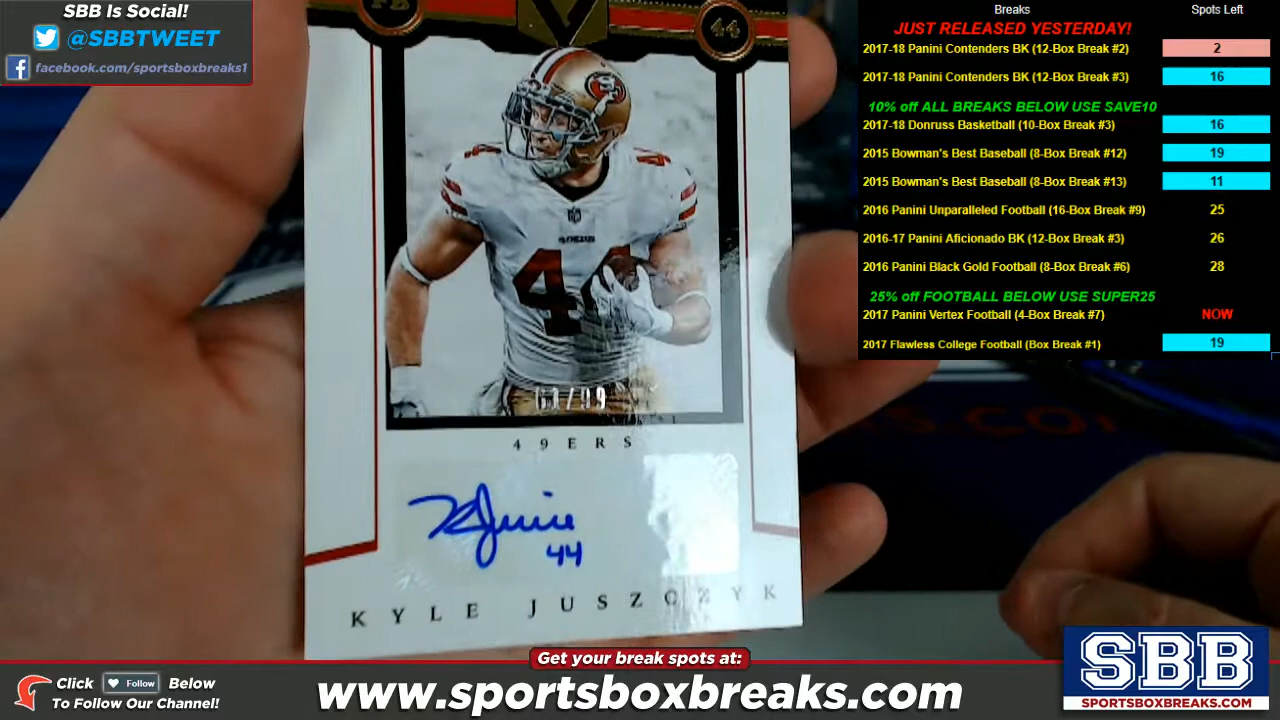 SBB Is Social!
@SBBTWEET
facebook.com/sportsboxbreaks1
FB
44
44
49ERS
KYLE JUSZCZYK
Breaks Spots Left
JUST RELEASED YESTERDAY!
2017-18 Panini Contenders BK (12-Box Break #2) 2
2017-18 Panini Contenders BK (12-Box Break #3) 16
10% off ALL BREAKS BELOW USE SAVE10
2017-18 Donruss Basketball (10-Box Break #3) 16
2015 Bowman's Best Baseball (8-Box Break #12) 19
2015 Bowman's Best Baseball (8-Box Break #13) 11
2016 Panini Unparalleled Football (16-Box Break #9) 25
2016-17 Panini Aficionado BK (12-Box Break #3) 26
2016 Panini Black Gold Football (8-Box Break #6) 28
25% off FOOTBALL BELOW USE SUPER25
2017 Panini Vertex Football (4-Box Break #7) NOW
2017 Flawless College Football (Box Break #1) 19
Get your break spots at:
Click Follow Below
To Follow Our Channel!
www.sportsboxbreaks.com
SBB
SPORTSBOXBREAKS.COM